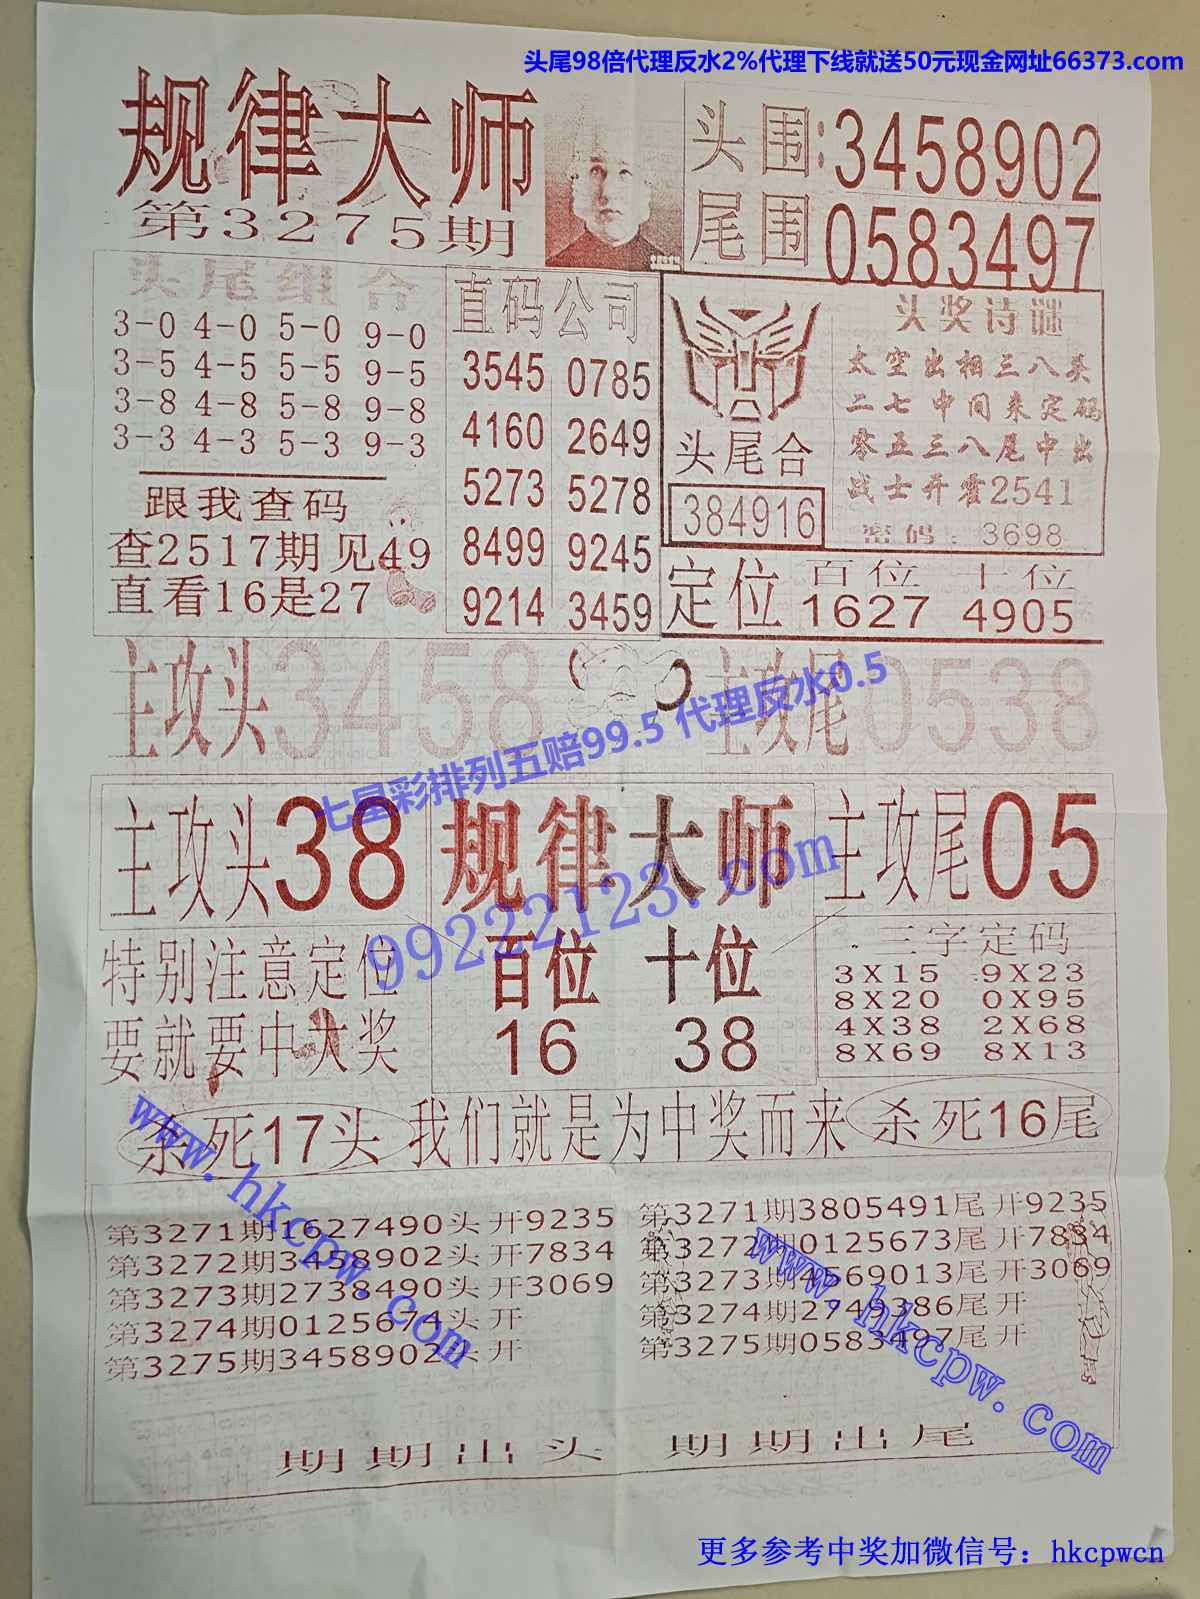 头尾98倍代理反水2%代理下线就送50元现金网址66373.com
规律大师
第3275期
头围:3458902
尾围0583497
头尾组合
3-0 4-0 5-0 9-0
3-5 4-5 5-5 9-5
3-8 4-8 5-8 9-8
3-3 4-3 5-3 9-3
跟我查码
查2517期见49
直看16是27
直码公司
3545 0785
4160 2649
5273 5278
8499 9245
9214 3459
头尾合
384916
头奖诗谜
太空出相三八头
二七中间来定码
零五三八尾中出
战士开霍2541
密码：3698
定位 百位 十位
1627 4905
主攻头3458
主攻尾0538
七星彩排列五赔99.5 代理反水0.5
99222123.com
主攻头38
规律大师
主攻尾05
特别注意定位
要就要中大奖
百位 十位
16 38
三字定码
3X15 9X23
8X20 0X95
4X38 2X68
8X69 8X13
杀死17头
我们就是为中奖而来
杀死16尾
www.hkcpw.com
第3271期1627490头开9235
第3272期3458902头开7834
第3273期2738490头开3069
第3274期0125674头开
第3275期3458902头开
第3271期3805491尾开9235
第3272期0125673尾开7834
第3273期4569013尾开3069
第3274期2749386尾开
第3275期0583497尾开
www.hkcpw.com
期期出头 期期出尾
更多参考中奖加微信号：hkcpwcn